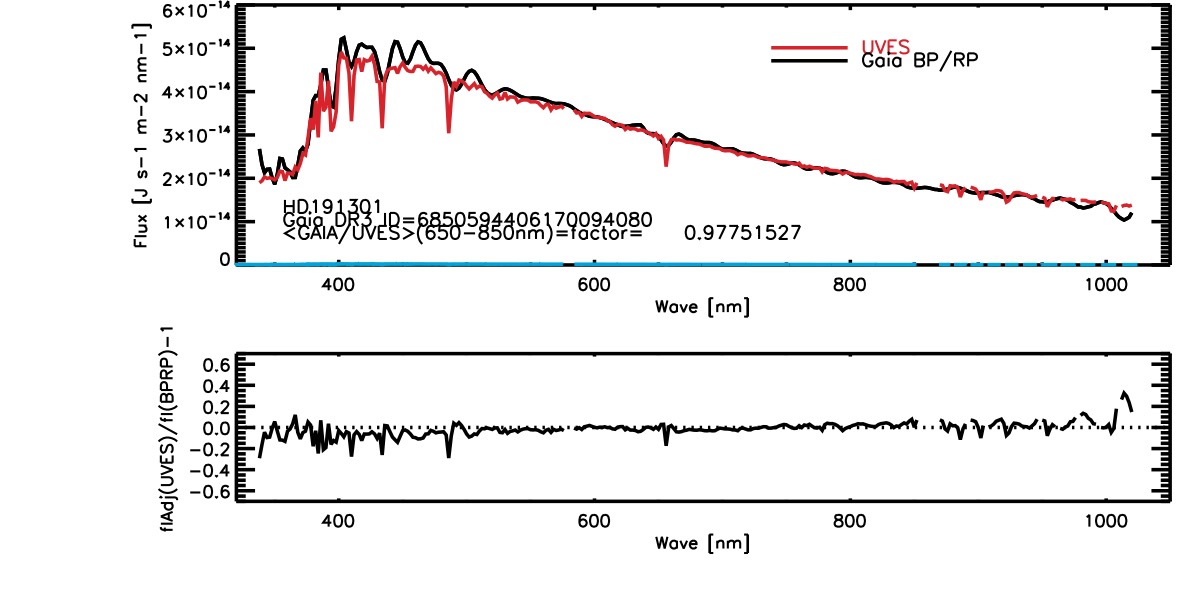 6×10−14
5×10−14
4×10−14
3×10−14
2×10−14
1×10−14
0
Flux [J s−1 m−2 nm−1]
UVES
Gaia BP/RP
HD191301
Gaia DR3 ID=6850594406170094080
<GAIA/UVES>(650−850nm)=factor= 0.97751527
400 600 800 1000
Wave [nm]
flAdj(UVES)/fl(BPRP)−1
0.6
0.4
0.2
0.0
−0.2
−0.4
−0.6
400 600 800 1000
Wave [nm]